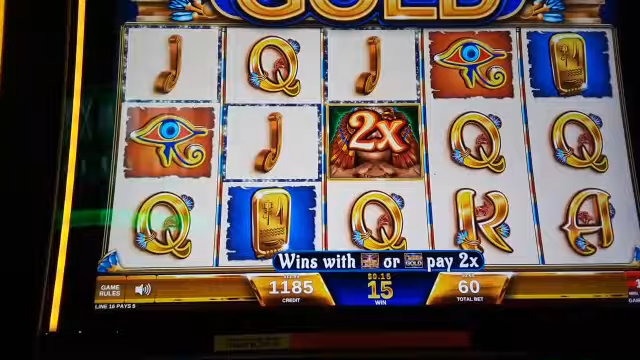 GOLD
J Q J
J 2x Q Q
Q Q K A
Wins with or pay 2x
1185
CREDIT
$0.15
15
WIN
60
TOTAL BET
GAME
RULES
LINE 16 PAYS 5